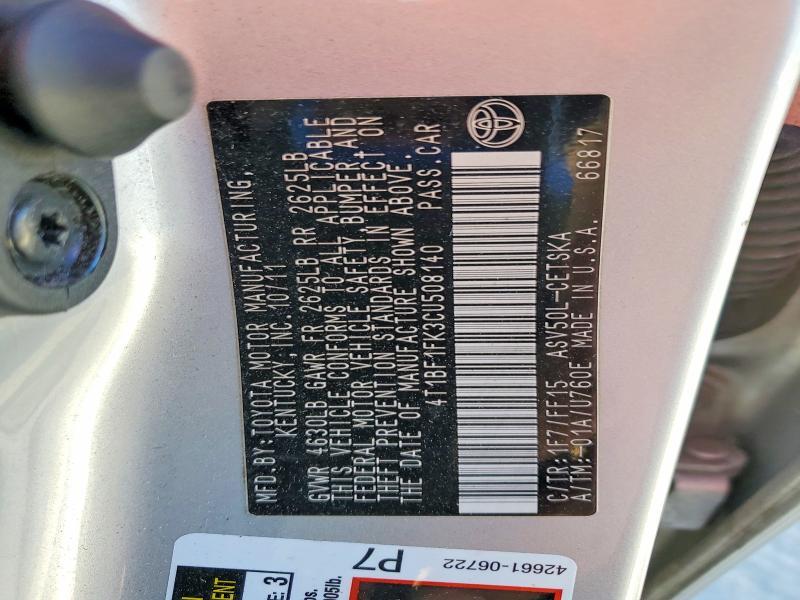 MFD.BY:TOYOTA MOTOR MANUFACTURING,
KENTUCKY, INC. 10/11
GVWR 4630LB GAWR FR 2625LB RR 2625LB
THIS VEHICLE CONFORMS TO ALL APPLICABLE
FEDERAL MOTOR VEHICLE SAFETY, BUMPER, AND
THEFT PREVENTION STANDARDS IN EFFECT ON
THE DATE OF MANUFACTURE SHOWN ABOVE.
4T1BF1FK3CU508140 PASS.CAR
C/TR:1F7/FF15 ASV50L-CETSKA
A/TM:-01A/U760E MADE IN U.S.A. 66817
E: 3
P7
42661-06722